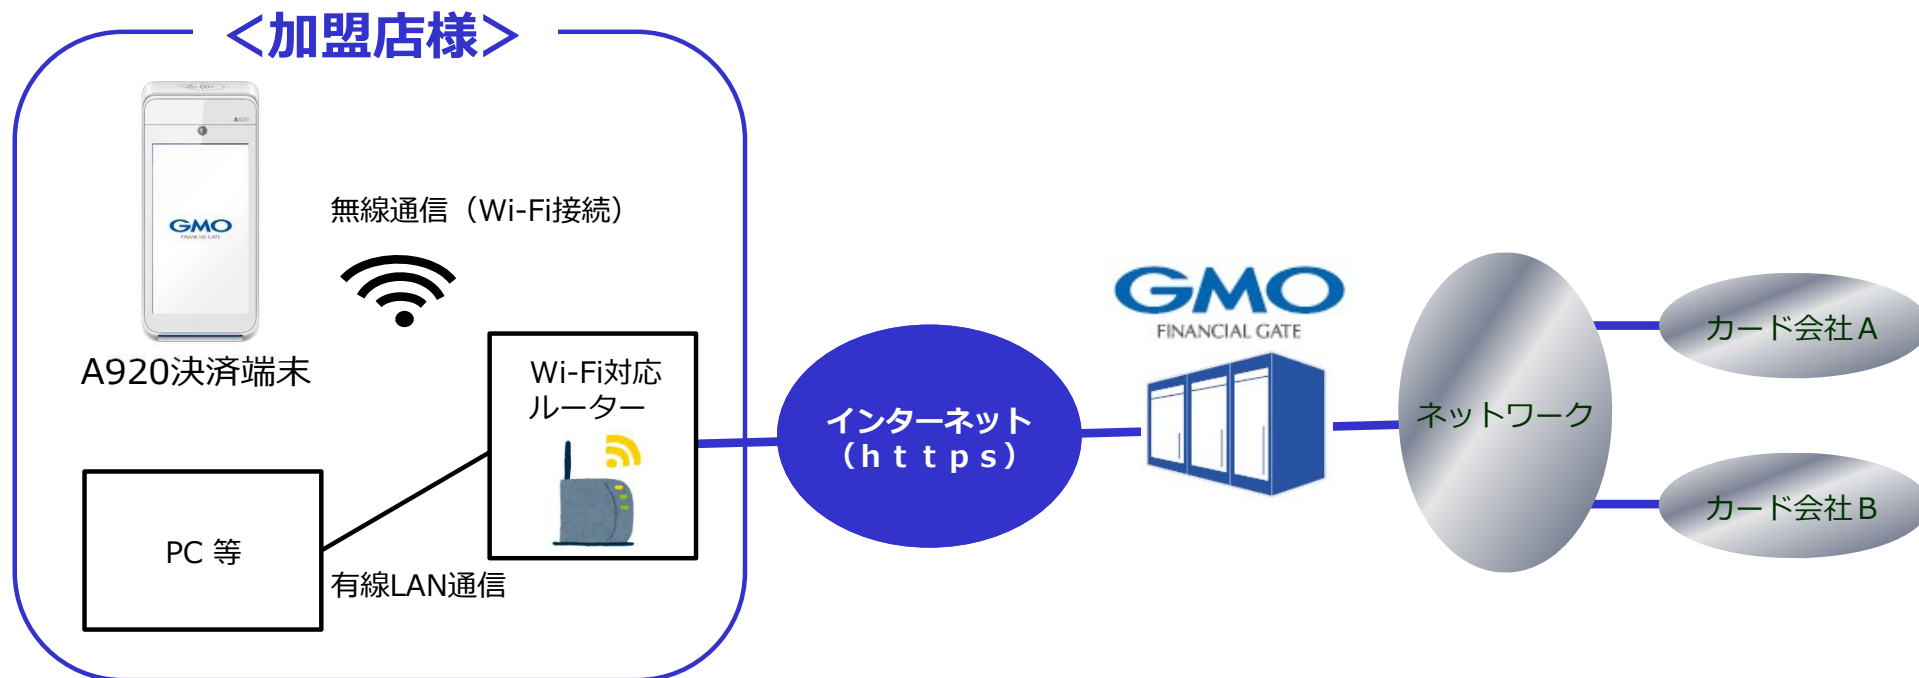 ＜加盟店様＞
A920
GMO
FINANCIAL GATE
無線通信（Wi-Fi接続）
A920決済端末
Wi-Fi対応
ルーター
PC 等
有線LAN通信
インターネット
（ｈｔｔｐｓ）
GMO
FINANCIAL GATE
ネットワーク
カード会社Ａ
カード会社Ｂ